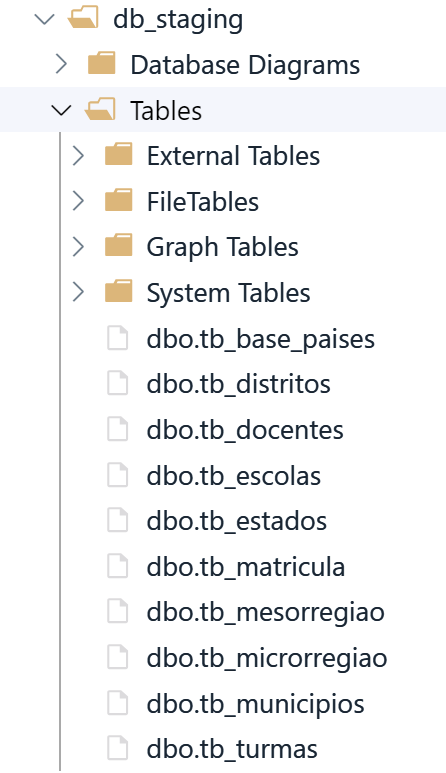 db_staging
Database Diagrams
Tables
External Tables
FileTables
Graph Tables
System Tables
dbo.tb_base_paises
dbo.tb_distritos
dbo.tb_docentes
dbo.tb_escolas
dbo.tb_estados
dbo.tb_matricula
dbo.tb_mesorregiao
dbo.tb_microrregiao
dbo.tb_municipios
dbo.tb_turmas